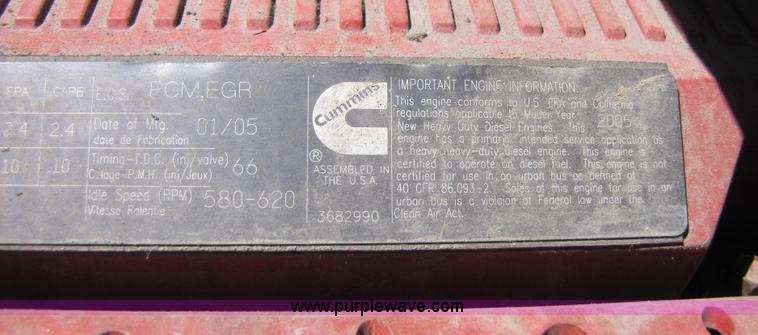 EPA CARB E.C.S. PCM,EGR
2.4 2.4 Date of Mfg. 01/05
date de Fabrication
.10 .10 Timing-T.D.C. (inj/valve) 66
Calage-P.M.H. (inj/Jeux)
Idle Speed (RPM) 580-620
Vitesse Ralentie
Cummins
®
ASSEMBLED IN
THE U.S.A.
3682990
IMPORTANT ENGINE INFORMATION.
This engine conforms to U.S. EPA and California
regulations applicable to Model Year 2005
New Heavy Duty Diesel Engines. This
engine has a primary intended service application as
a heavy heavy-duty diesel engine. This engine is
certified to operate on diesel fuel. This engine is not
certified for use in an urban bus as defined at
40 CFR 86.093-2. Sales of this engine for use in an
urban bus is a violation of Federal law under the
Clean Air Act.
www.purplewave.com